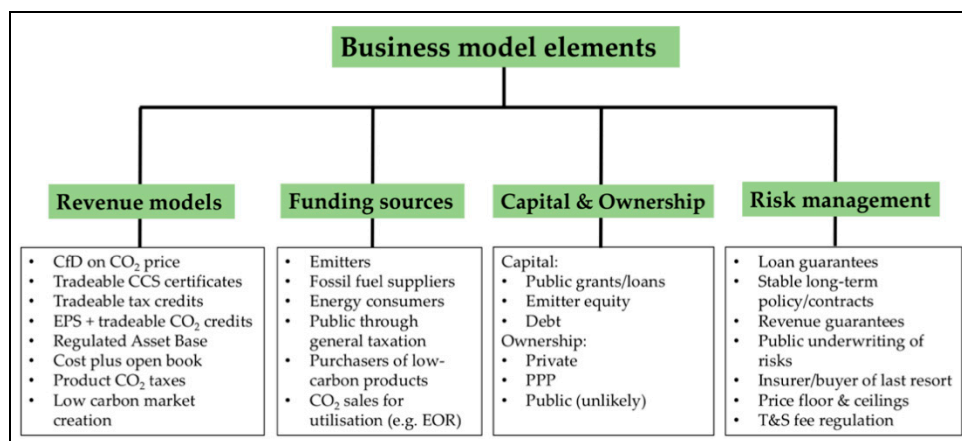 Business model elements
Revenue models
• CfD on CO₂ price
• Tradeable CCS certificates
• Tradeable tax credits
• EPS + tradeable CO₂ credits
• Regulated Asset Base
• Cost plus open book
• Product CO₂ taxes
• Low carbon market
creation
Funding sources
• Emitters
• Fossil fuel suppliers
• Energy consumers
• Public through
general taxation
• Purchasers of low-
carbon products
• CO₂ sales for
utilisation (e.g. EOR)
Capital & Ownership
Capital:
• Public grants/loans
• Emitter equity
• Debt
Ownership:
• Private
• PPP
• Public (unlikely)
Risk management
• Loan guarantees
• Stable long-term
policy/contracts
• Revenue guarantees
• Public underwriting of
risks
• Insurer/buyer of last resort
• Price floor & ceilings
• T&S fee regulation